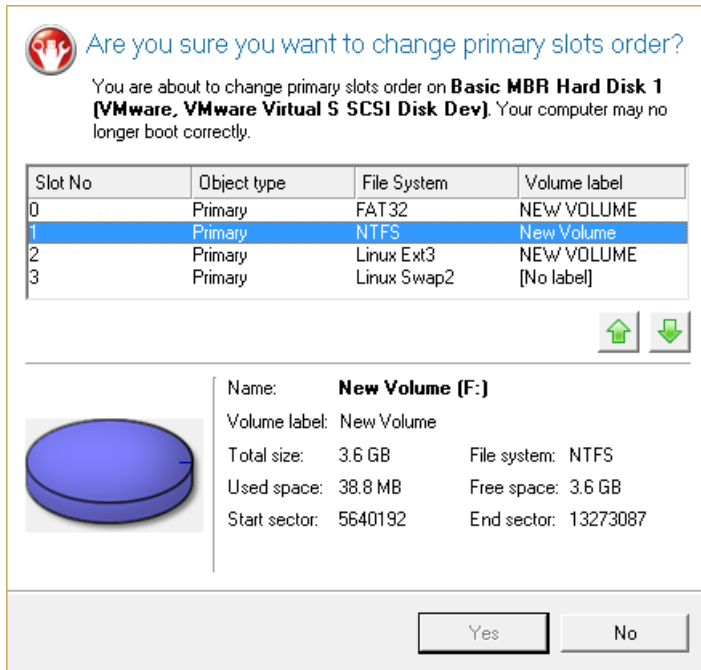 Are you sure you want to change primary slots order?
You are about to change primary slots order on Basic MBR Hard Disk 1
(VMware, VMware Virtual S SCSI Disk Dev). Your computer may no
longer boot correctly.
Slot No Object type File System Volume label
0 Primary FAT32 NEW VOLUME
1 Primary NTFS New Volume
2 Primary Linux Ext3 NEW VOLUME
3 Primary Linux Swap2 [No label]
Name: New Volume (F:)
Volume label: New Volume
Total size: 3.6 GB File system: NTFS
Used space: 38.8 MB Free space: 3.6 GB
Start sector: 5640192 End sector: 13273087
Yes No